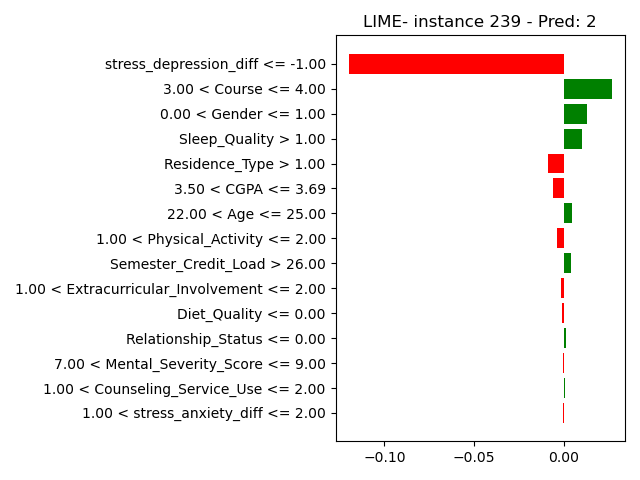 LIME- instance 239 - Pred: 2
stress_depression_diff <= -1.00
3.00 < Course <= 4.00
0.00 < Gender <= 1.00
Sleep_Quality > 1.00
Residence_Type > 1.00
3.50 < CGPA <= 3.69
22.00 < Age <= 25.00
1.00 < Physical_Activity <= 2.00
Semester_Credit_Load > 26.00
1.00 < Extracurricular_Involvement <= 2.00
Diet_Quality <= 0.00
Relationship_Status <= 0.00
7.00 < Mental_Severity_Score <= 9.00
1.00 < Counseling_Service_Use <= 2.00
1.00 < stress_anxiety_diff <= 2.00
−0.10 −0.05 0.00